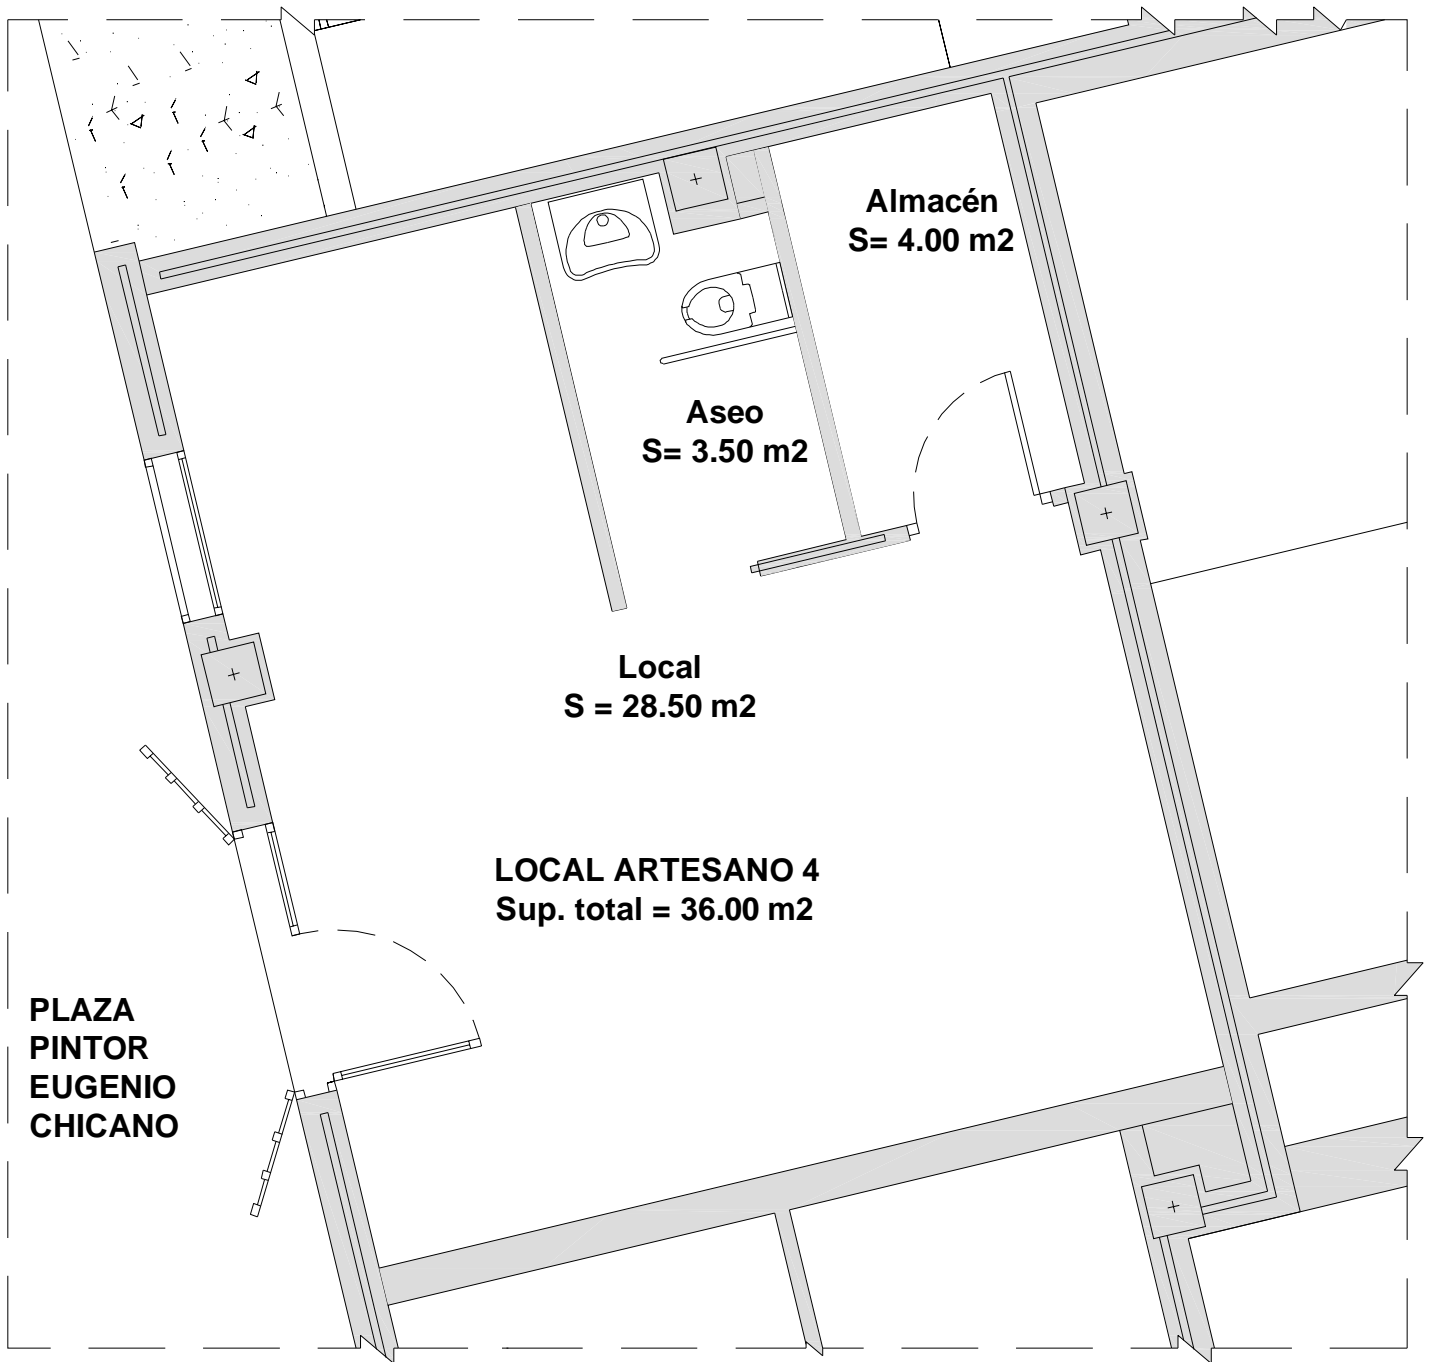 Almacén
S= 4.00 m2
Aseo
S= 3.50 m2
Local
S = 28.50 m2
LOCAL ARTESANO 4
Sup. total = 36.00 m2
PLAZA
PINTOR
EUGENIO
CHICANO